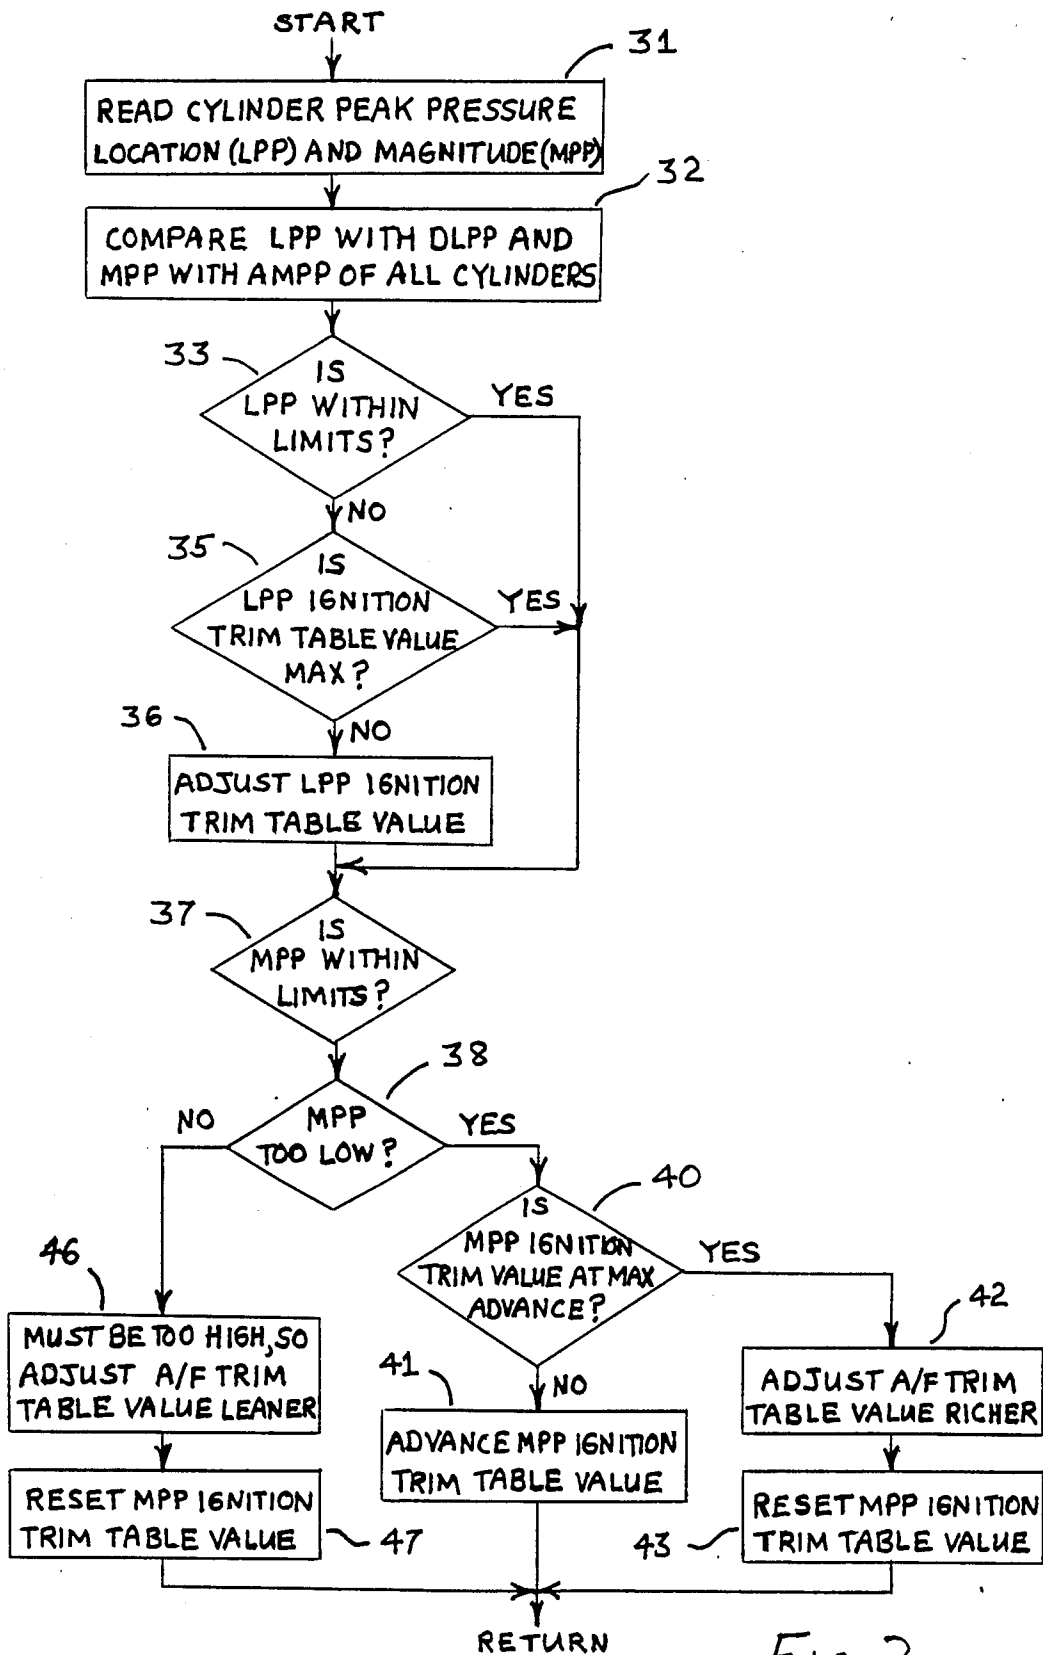 START
31
READ CYLINDER PEAK PRESSURE
LOCATION (LPP) AND MAGNITUDE (MPP)
32
COMPARE LPP WITH DLPP AND
MPP WITH AMPP OF ALL CYLINDERS
33
IS
LPP WITHIN
LIMITS?
YES
NO
35
IS
LPP IGNITION
TRIM TABLE VALUE
MAX?
YES
NO
36
ADJUST LPP IGNITION
TRIM TABLE VALUE
37
IS
MPP WITHIN
LIMITS?
38
MPP
TOO LOW?
NO
YES
40
IS
MPP IGNITION
TRIM VALUE AT MAX
ADVANCE?
YES
NO
46
MUST BE TOO HIGH, SO
ADJUST A/F TRIM
TABLE VALUE LEANER
41
ADVANCE MPP IGNITION
TRIM TABLE VALUE
42
ADJUST A/F TRIM
TABLE VALUE RICHER
RESET MPP IGNITION
TRIM TABLE VALUE
47
43
RESET MPP IGNITION
TRIM TABLE VALUE
RETURN